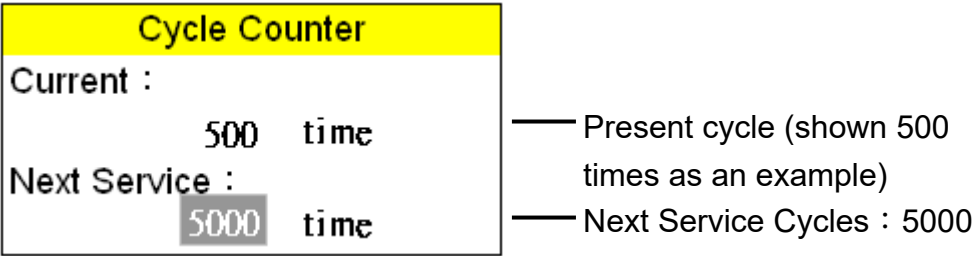 Cycle Counter
Current：
500 time
Present cycle (shown 500
times as an example)
Next Service：
5000 time
Next Service Cycles：5000